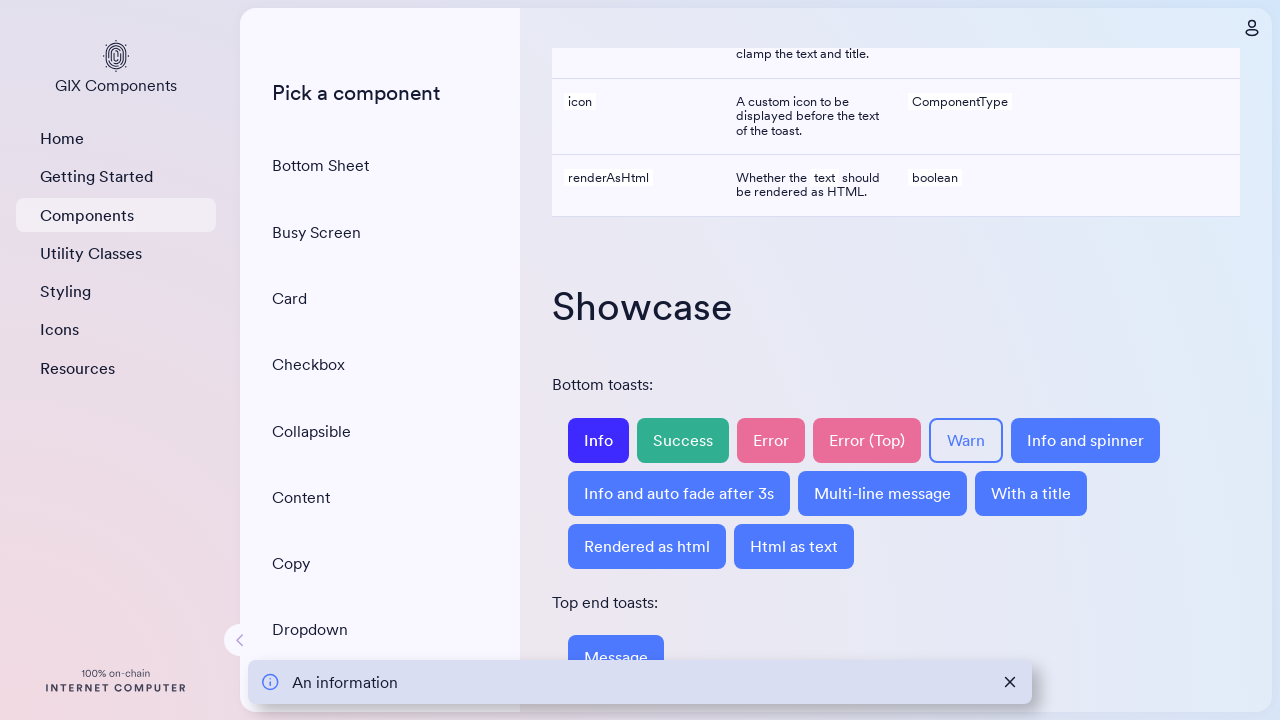 GIX Components
Home
Getting Started
Components
Utility Classes
Styling
Icons
Resources
100% on-chain
INTERNET COMPUTER
Pick a component
Bottom Sheet
Busy Screen
Card
Checkbox
Collapsible
Content
Copy
Dropdown
clamp the text and title.
icon
A custom icon to be
displayed before the text
of the toast.
ComponentType
renderAsHtml
Whether the text should
be rendered as HTML.
boolean
Showcase
Bottom toasts:
Info
Success
Error
Error (Top)
Warn
Info and spinner
Info and auto fade after 3s
Multi-line message
With a title
Rendered as html
Html as text
Top end toasts:
Message
An information